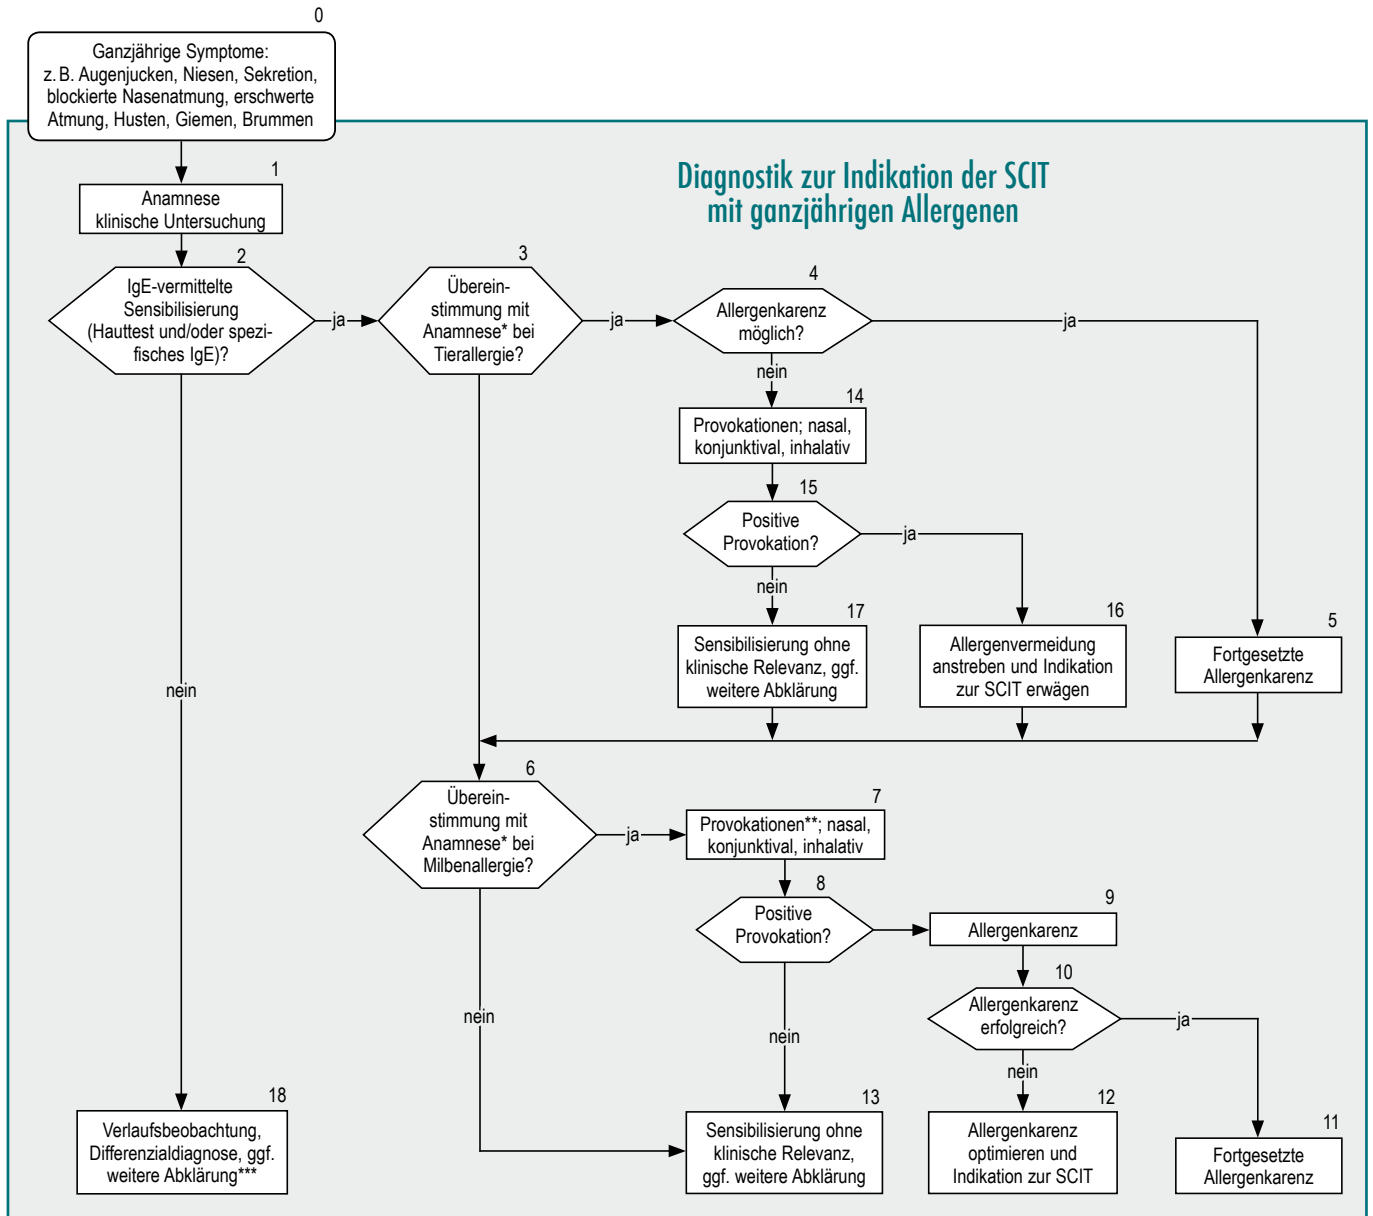 0
Ganzjährige Symptome:
z. B. Augenjucken, Niesen, Sekretion,
blockierte Nasenatmung, erschwerte
Atmung, Husten, Giemen, Brummen
Diagnostik zur Indikation der SCIT
mit ganzjährigen Allergenen
1
Anamnese
klinische Untersuchung
2
IgE-vermittelte
Sensibilisierung
(Hauttest und/oder spezi-
fisches IgE)?
ja
3
Überein-
stimmung mit
Anamnese* bei
Tierallergie?
ja
4
Allergenkarenz
möglich?
ja
nein
14
Provokationen; nasal,
konjunktival, inhalativ
15
Positive
Provokation?
ja
nein
17
Sensibilisierung ohne
klinische Relevanz, ggf.
weitere Abklärung
16
Allergenvermeidung
anstreben und Indikation
zur SCIT erwägen
5
Fortgesetzte
Allergenkarenz
nein
6
Überein-
stimmung mit
Anamnese* bei
Milbenallergie?
ja
7
Provokationen**; nasal,
konjunktival, inhalativ
8
Positive
Provokation?
9
Allergenkarenz
10
Allergenkarenz
erfolgreich?
ja
nein
nein
nein
18
Verlaufsbeobachtung,
Differenzialdiagnose, ggf.
weitere Abklärung***
13
Sensibilisierung ohne
klinische Relevanz,
ggf. weitere Abklärung
12
Allergenkarenz
optimieren und
Indikation zur SCIT
11
Fortgesetzte
Allergenkarenz